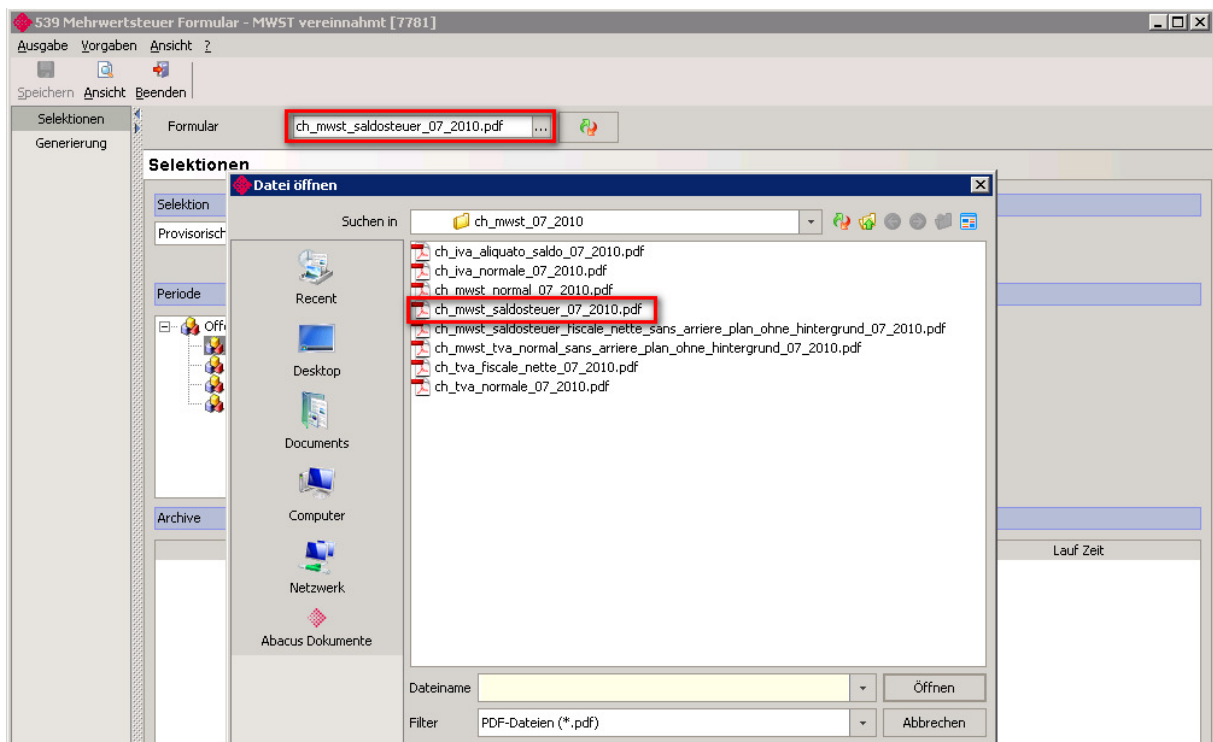 539 Mehrwertsteuer Formular - MWST vereinnahmt [7781]
Ausgabe Vorgaben Ansicht ?
Speichern Ansicht Beenden
Selektionen
Generierung
Formular ch_mwst_saldosteuer_07_2010.pdf ...
Selektionen
Selektion
Provisorisch
Periode
Offe
Archive
Lauf Zeit
Datei öffnen
Suchen in ch_mwst_07_2010
Recent
Desktop
Documents
Computer
Netzwerk
Abacus Dokumente
ch_iva_aliquato_saldo_07_2010.pdf
ch_iva_normale_07_2010.pdf
ch_mwst_normal_07_2010.pdf
ch_mwst_saldosteuer_07_2010.pdf
ch_mwst_saldosteuer_fiscale_nette_sans_arriere_plan_ohne_hintergrund_07_2010.pdf
ch_mwst_tva_normal_sans_arriere_plan_ohne_hintergrund_07_2010.pdf
ch_tva_fiscale_nette_07_2010.pdf
ch_tva_normale_07_2010.pdf
Dateiname Öffnen
Filter PDF-Dateien (*.pdf) Abbrechen